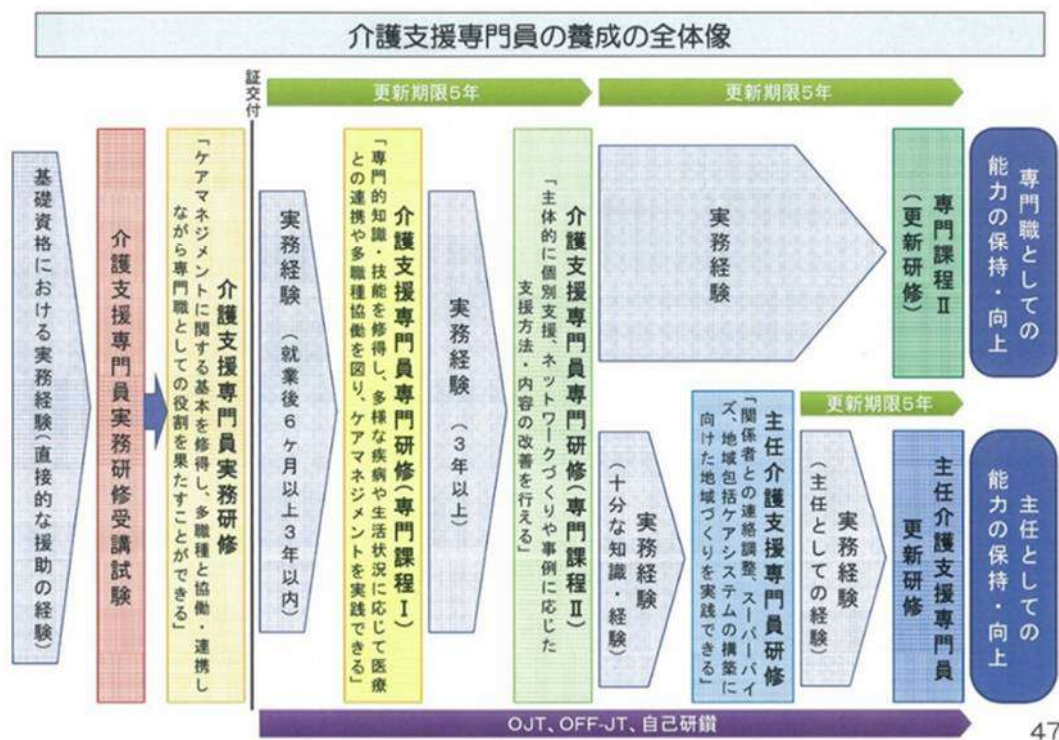 介護支援専門員の養成の全体像
証交付
更新期限5年
更新期限5年
基礎資格における実務経験(直接的な援助の経験)
介護支援専門員実務研修受講試験
介護支援専門員実務研修
「ケアマネジメントに関する基本を修得し、多職種と協働・連携し
ながら専門職としての役割を果たすことができる」
実務経験
(就業後6ヶ月以上3年以内)
介護支援専門員専門研修(専門課程Ⅰ)
「専門的知識・技能を修得し、多様な疾病や生活状況に応じて医療
との連携や多職種協働を図り、ケアマネジメントを実践できる」
実務経験
(3年以上)
介護支援専門員専門研修(専門課程Ⅱ)
「主体的に個別支援、ネットワークづくりや事例に応じた
支援方法・内容の改善を行える」
実務経験
専門課程Ⅱ
(更新研修)
専門職としての
能力の保持・向上
実務経験
(十分な知識・経験)
主任介護支援専門員研修
「関係者との連絡調整、スーパーバイ
ズ、地域包括ケアシステムの構築に
向けた地域づくりを実践できる」
更新期限5年
実務経験
(主任としての経験)
主任介護支援専門員
更新研修
主任としての
能力の保持・向上
OJT、OFF-JT、自己研鑽
47